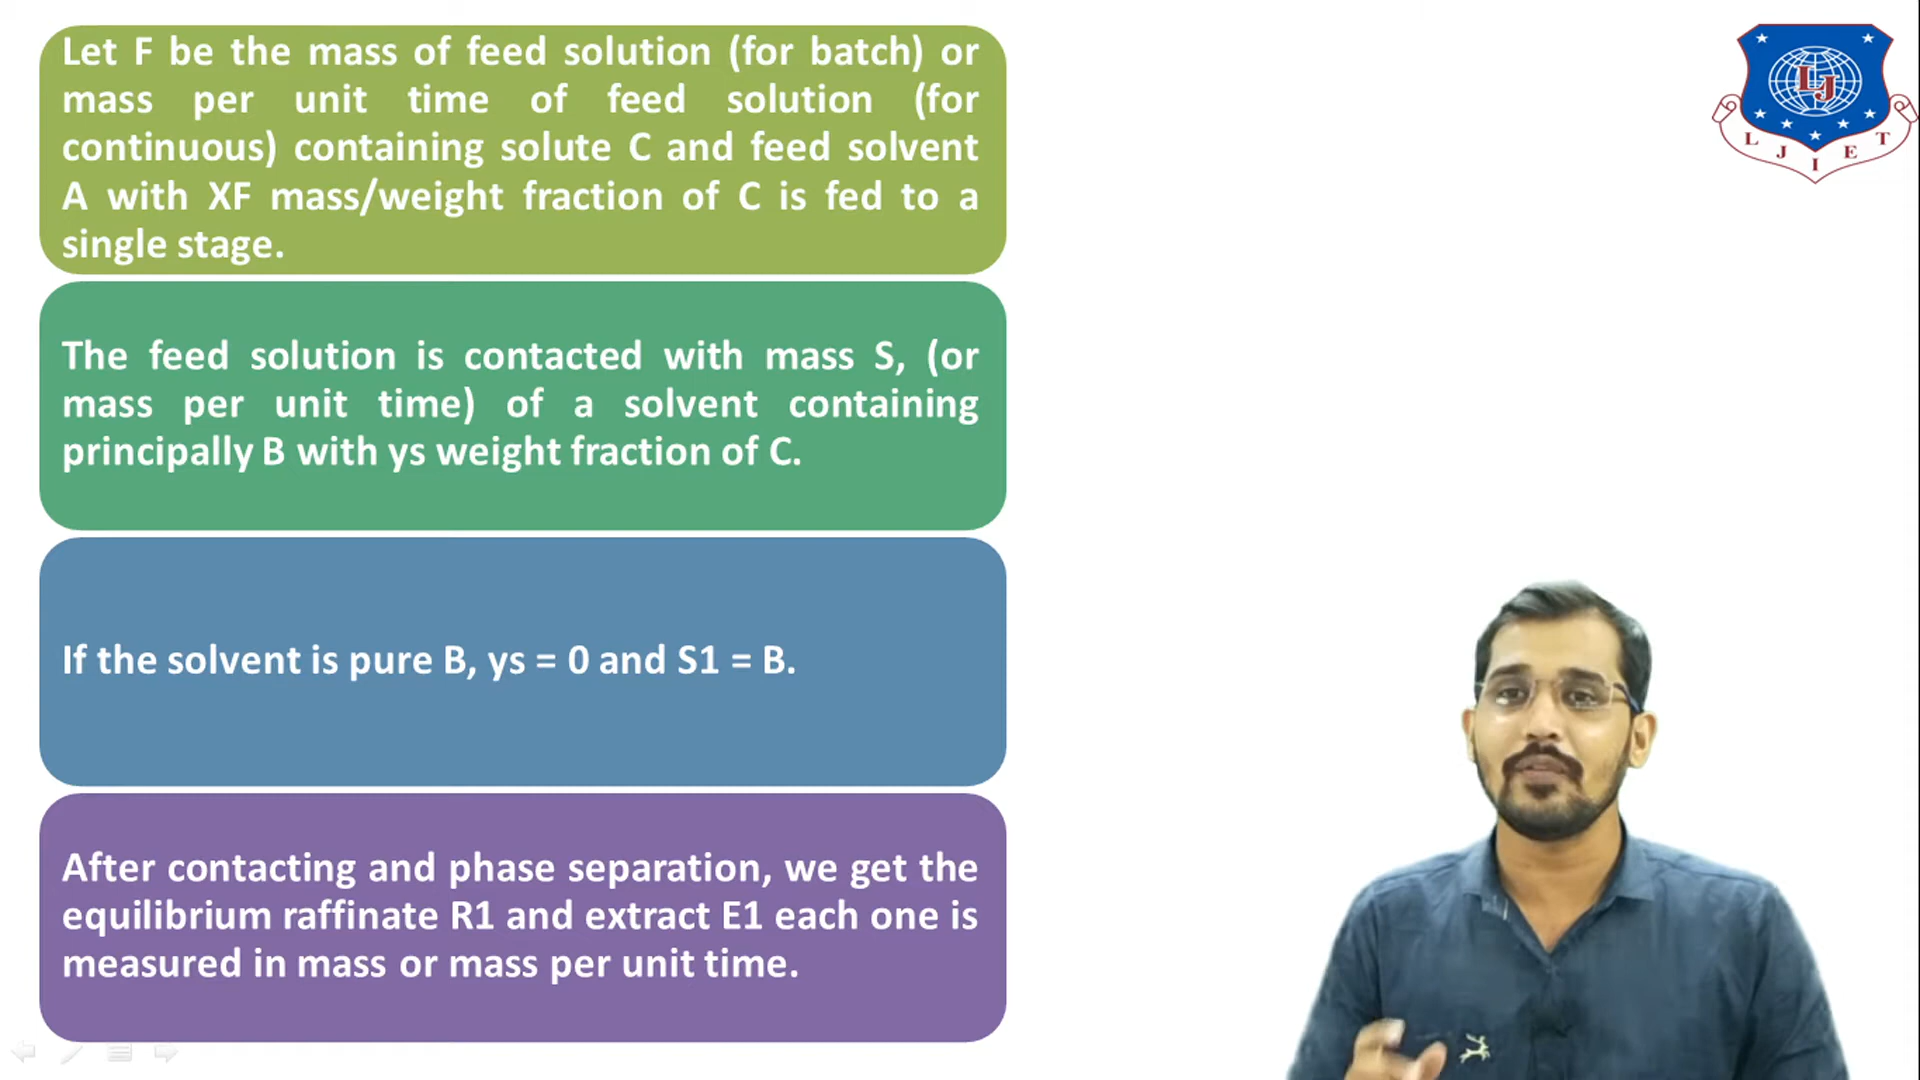 Let F be the mass of feed solution (for batch) or
mass per unit time of feed solution (for
continuous) containing solute C and feed solvent
A with XF mass/weight fraction of C is fed to a
single stage.
The feed solution is contacted with mass S, (or
mass per unit time) of a solvent containing
principally B with ys weight fraction of C.
If the solvent is pure B, ys = 0 and S1 = B.
After contacting and phase separation, we get the
equilibrium raffinate R1 and extract E1 each one is
measured in mass or mass per unit time.
LJ
L J I E T